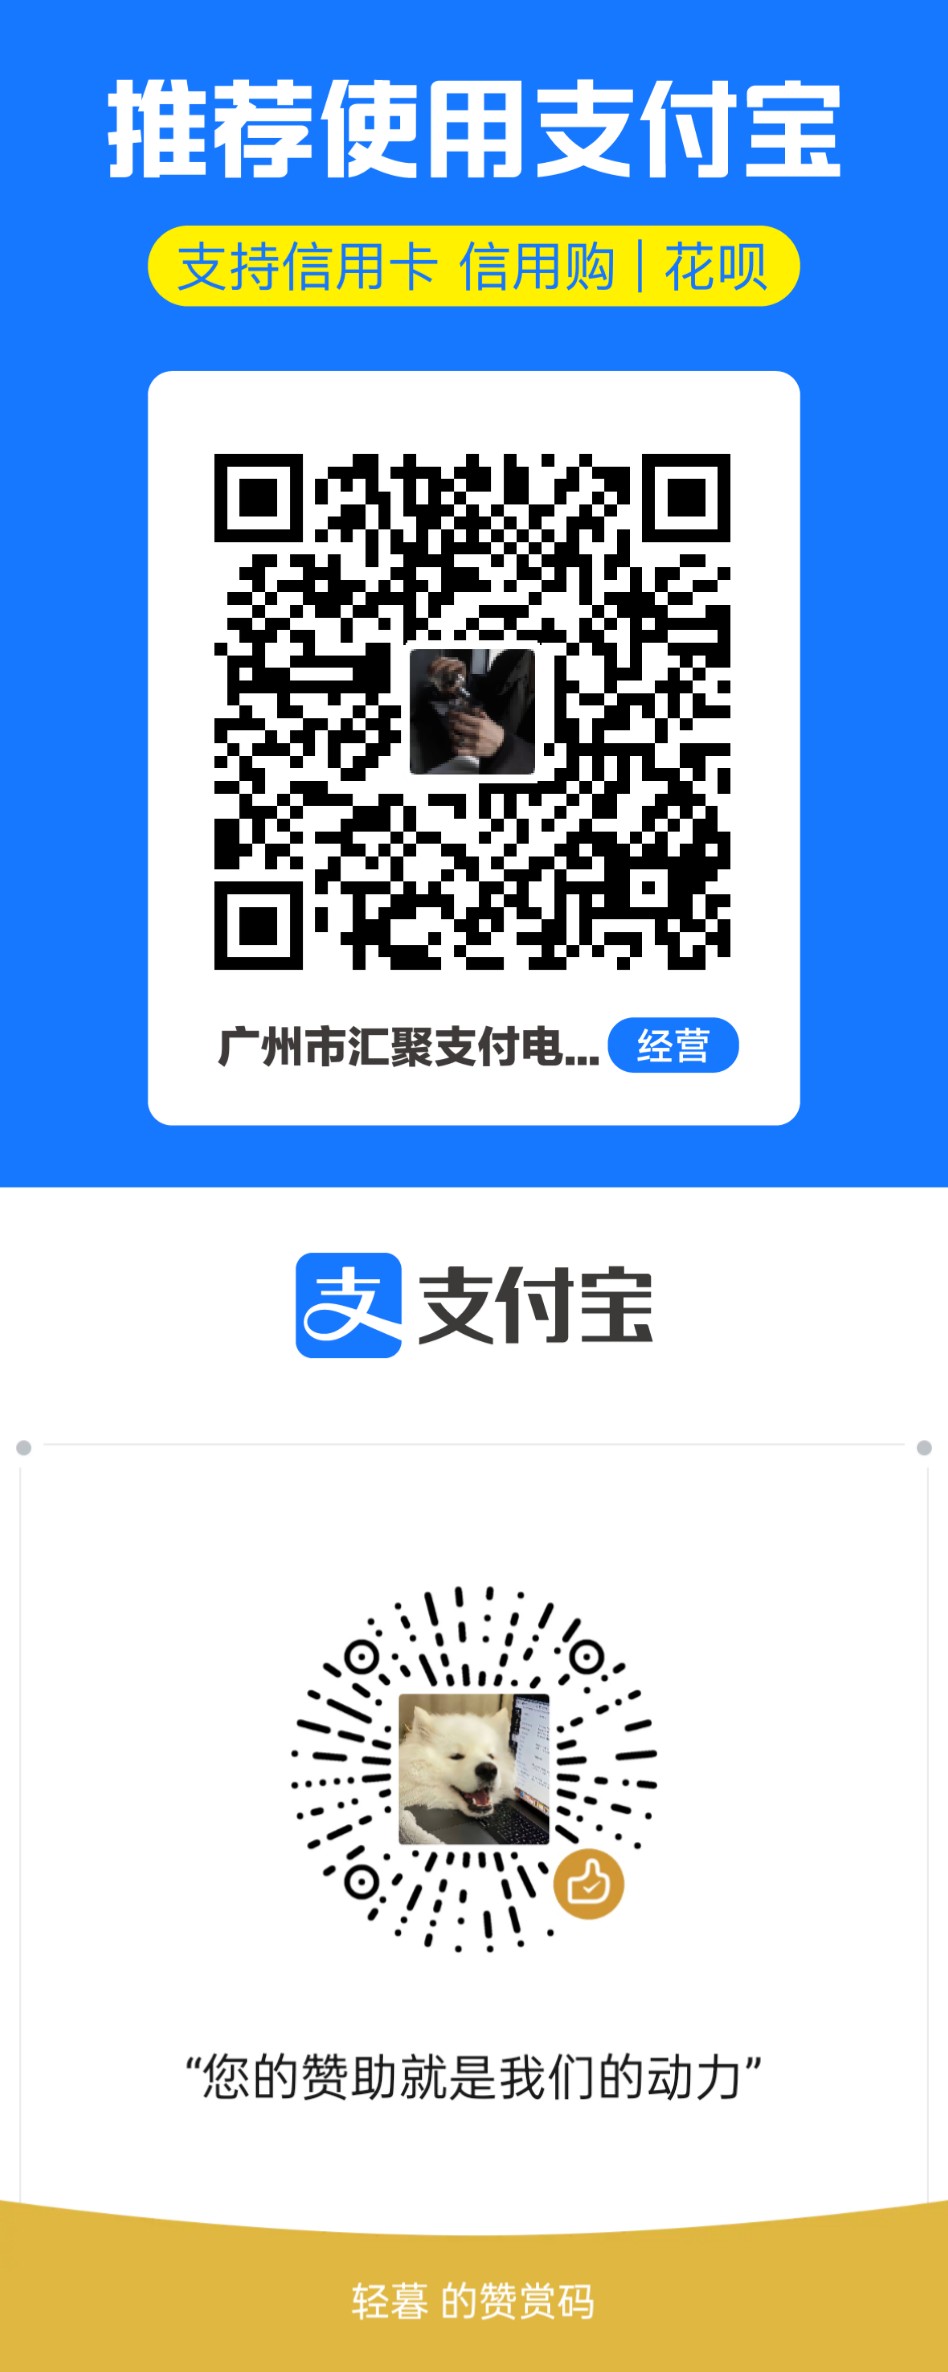 推荐使用支付宝
支持信用卡 信用购 | 花呗
广州市汇聚支付电... 经营
支 支付宝
“您的赞助就是我们的动力”
轻暮 的赞赏码